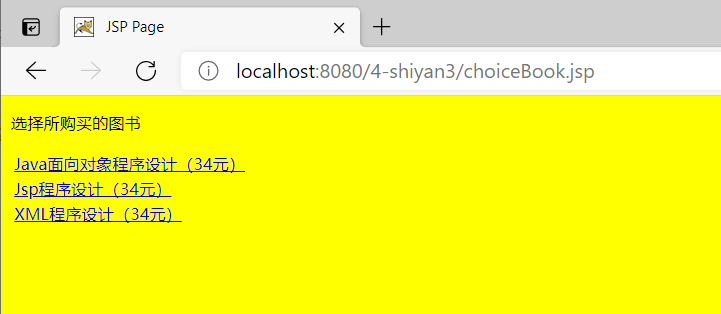 JSP Page
localhost:8080/4-shiyan3/choiceBook.jsp
选择所购买的图书
Java面向对象程序设计（34元）
Jsp程序设计（34元）
XML程序设计（34元）